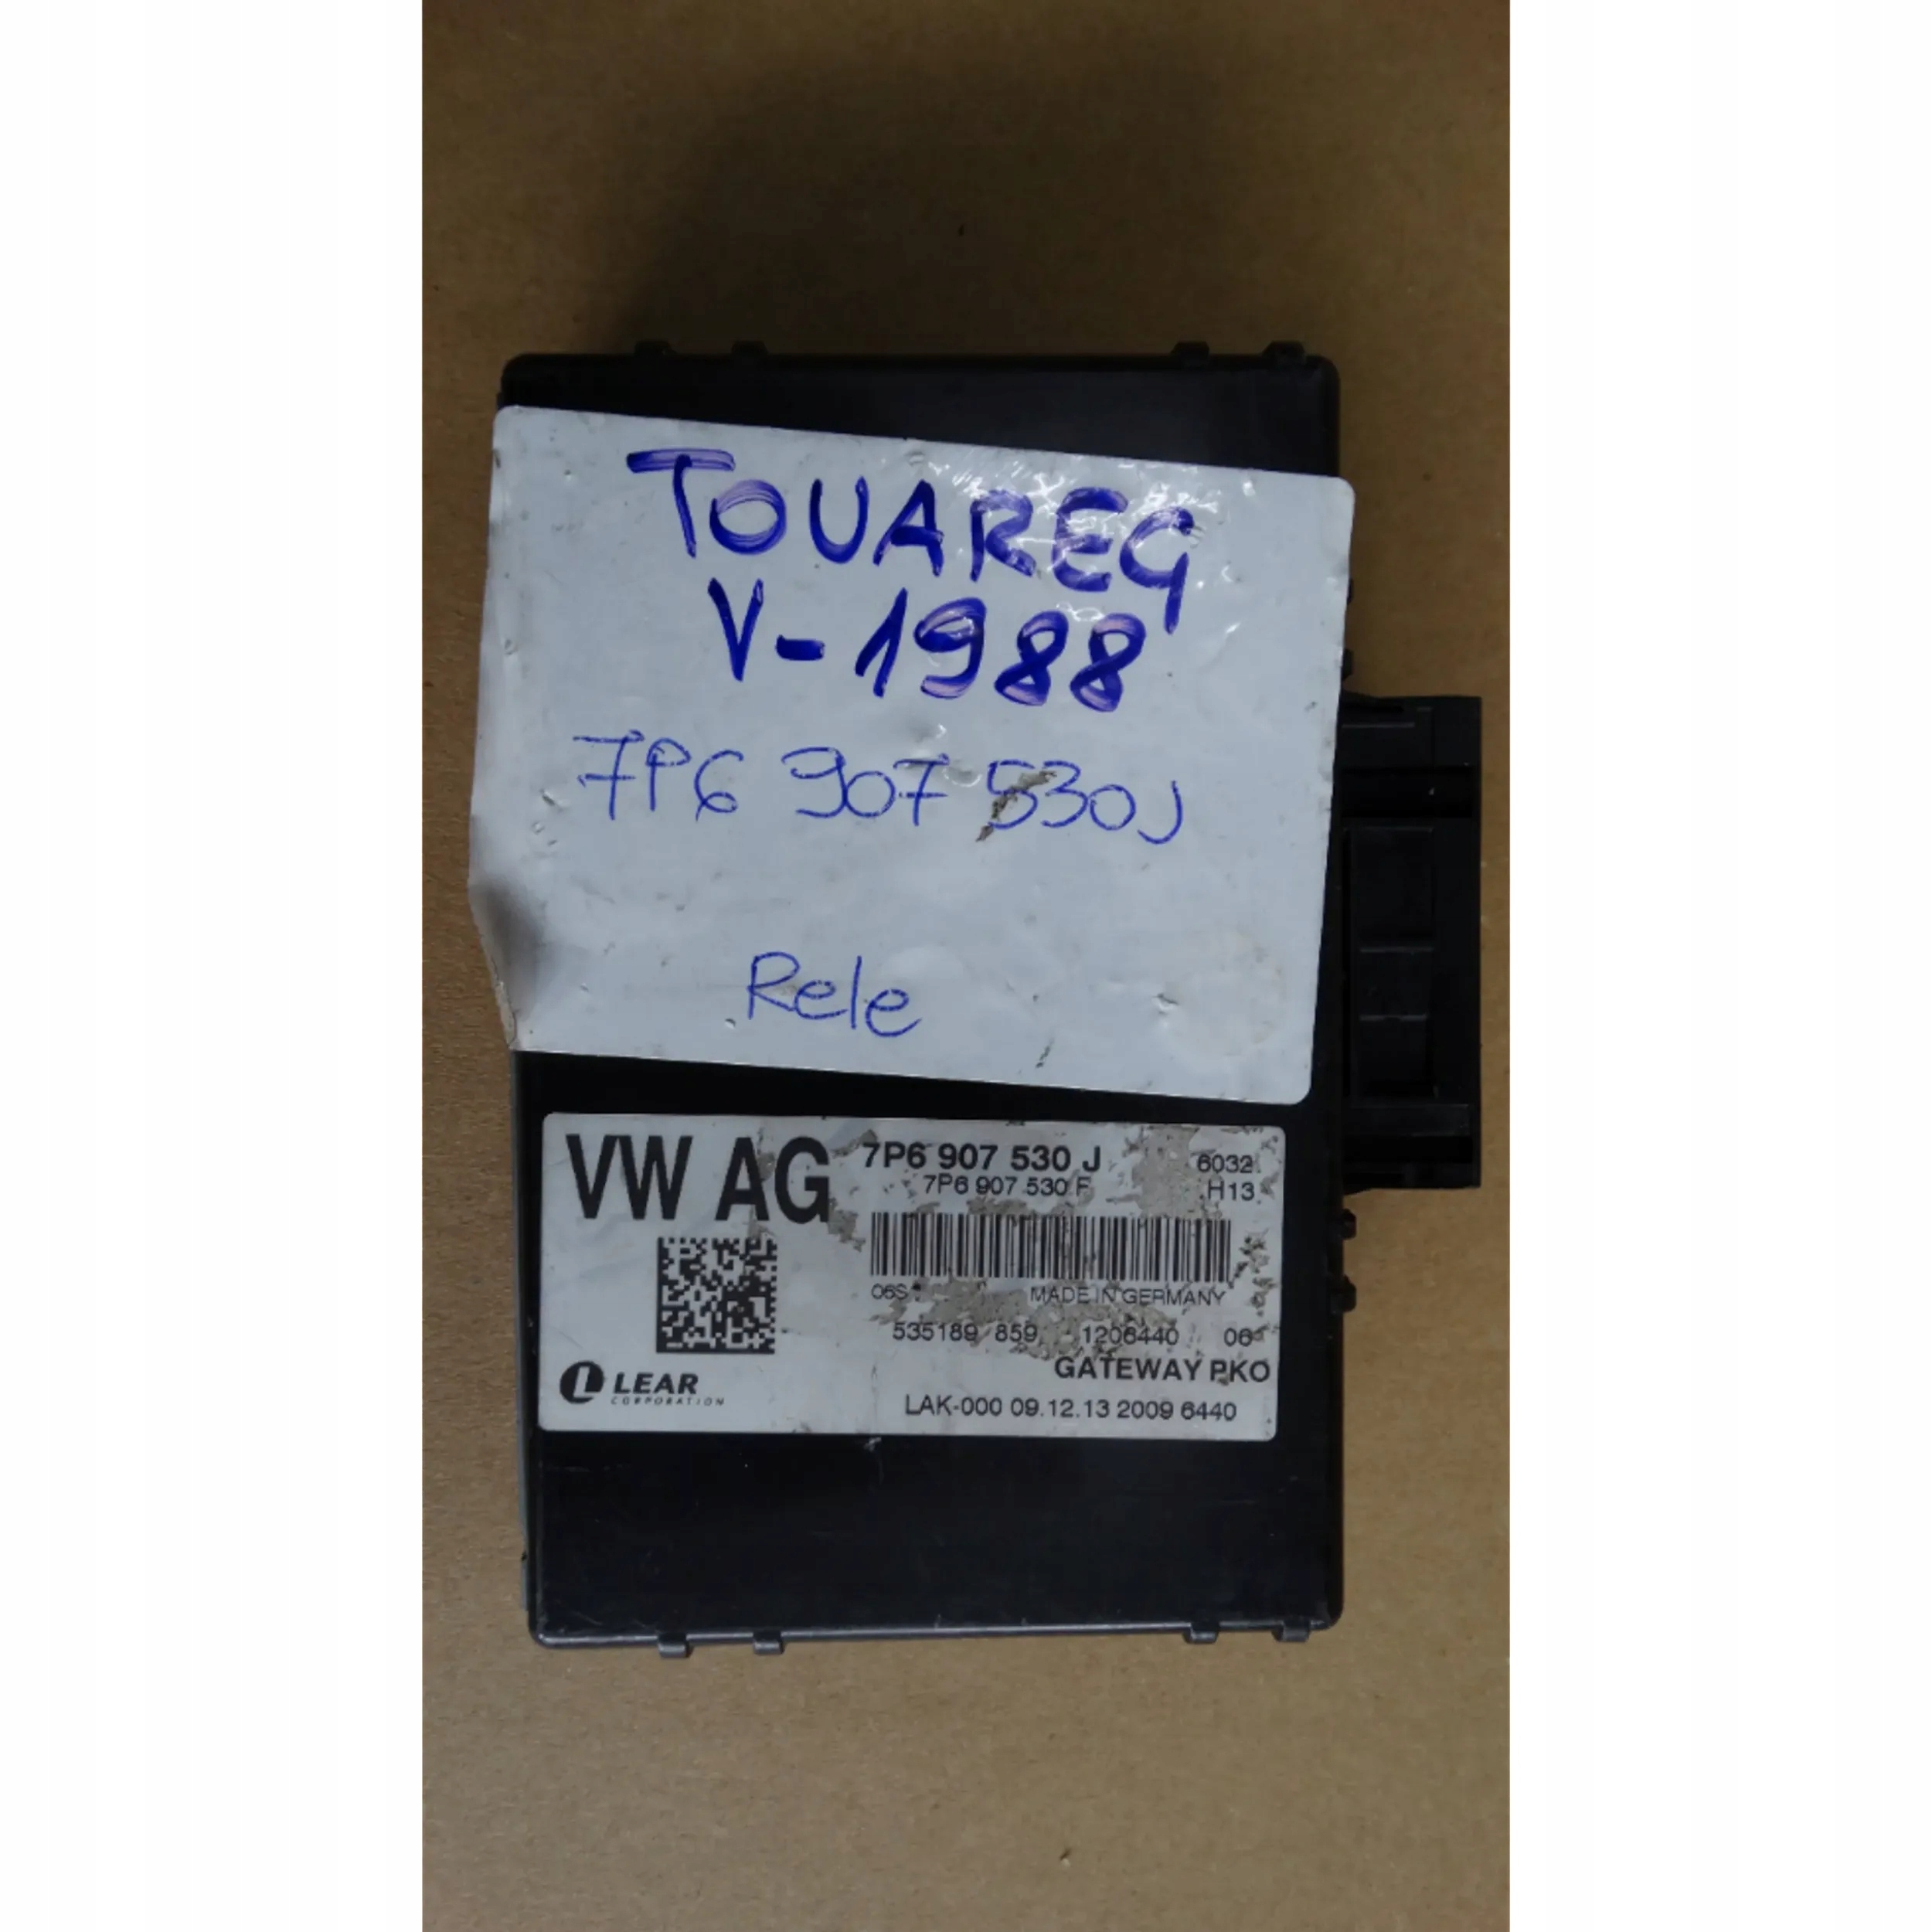 TOUAREG
V-1988
7P6 907 530J
Rele
VW AG
7P6 907 530 J
6032
7P6 907 530 F
H13
06S
MADE IN GERMANY
535189 859 1206440 06
GATEWAY PKO
LEAR
CORPORATION
LAK-000 09.12.13 2009 6440